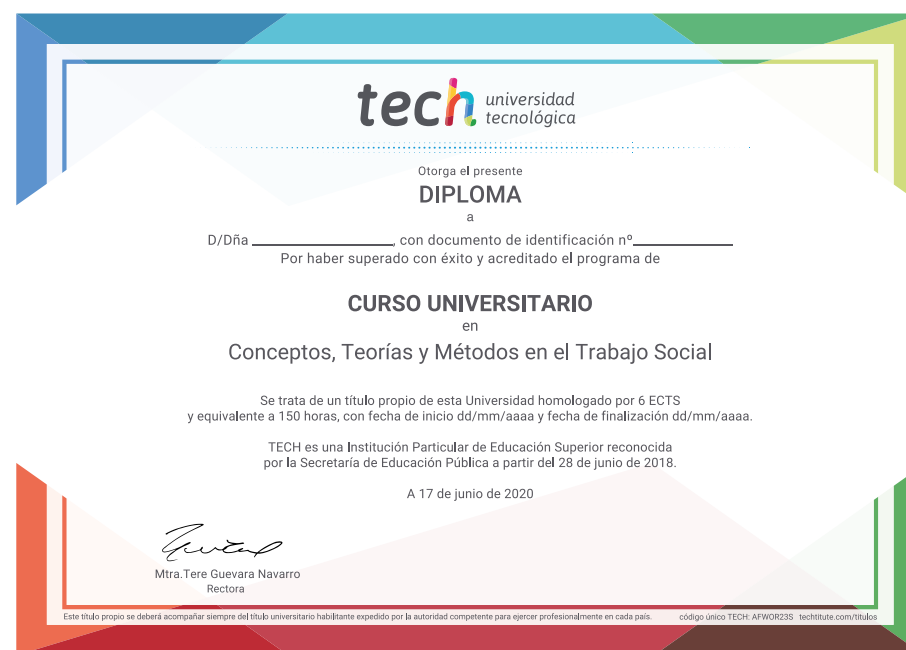 tech universidad
tecnológica
Otorga el presente
DIPLOMA
a
D/Dña ____________________, con documento de identificación nº______________
Por haber superado con éxito y acreditado el programa de
CURSO UNIVERSITARIO
en
Conceptos, Teorías y Métodos en el Trabajo Social
Se trata de un título propio de esta Universidad homologado por 6 ECTS
y equivalente a 150 horas, con fecha de inicio dd/mm/aaaa y fecha de finalización dd/mm/aaaa.
TECH es una Institución Particular de Educación Superior reconocida
por la Secretaría de Educación Pública a partir del 28 de junio de 2018.
A 17 de junio de 2020
Mtra.Tere Guevara Navarro
Rectora
Este título propio se deberá acompañar siempre del título universitario habilitante expedido por la autoridad competente para ejercer profesionalmente en cada país. código único TECH: AFWOR23S techtitute.com/titulos